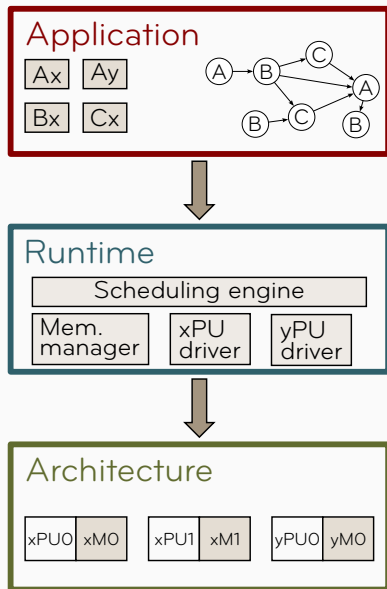 Application
Ax Ay
Bx Cx
A B C A
B C B
Runtime
Scheduling engine
Mem. manager
xPU driver
yPU driver
Architecture
xPU0 xM0 xPU1 xM1 yPU0 yM0